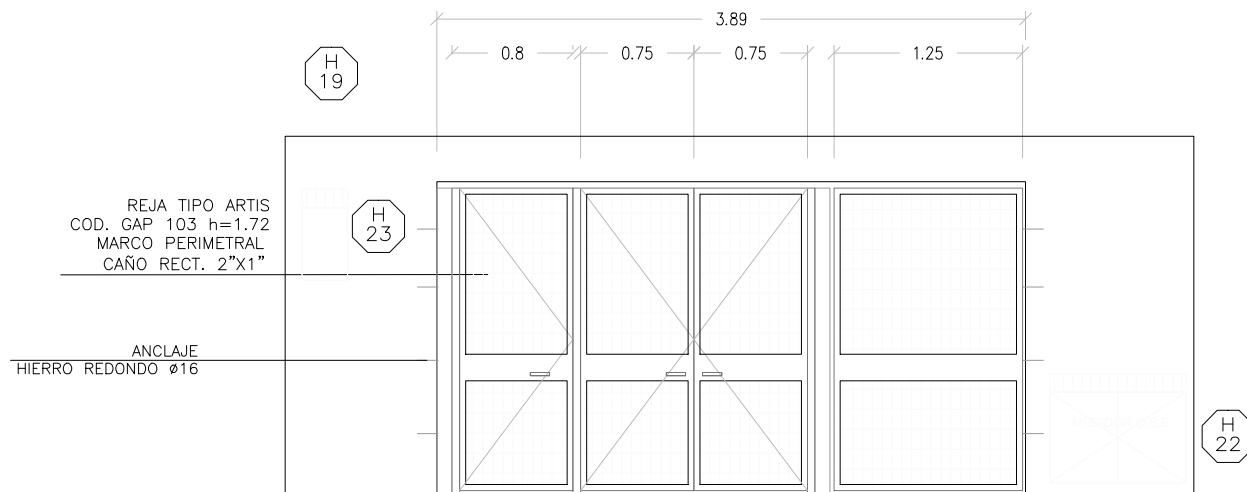 3.89
0.8
0.75
0.75
1.25
H
19
REJA TIPO ARTIS
COD. GAP 103 h=1.72
MARCO PERIMETRAL
CAÑO RECT. 2”X1”
H
23
ANCLAJE
HIERRO REDONDO ø16
H
22